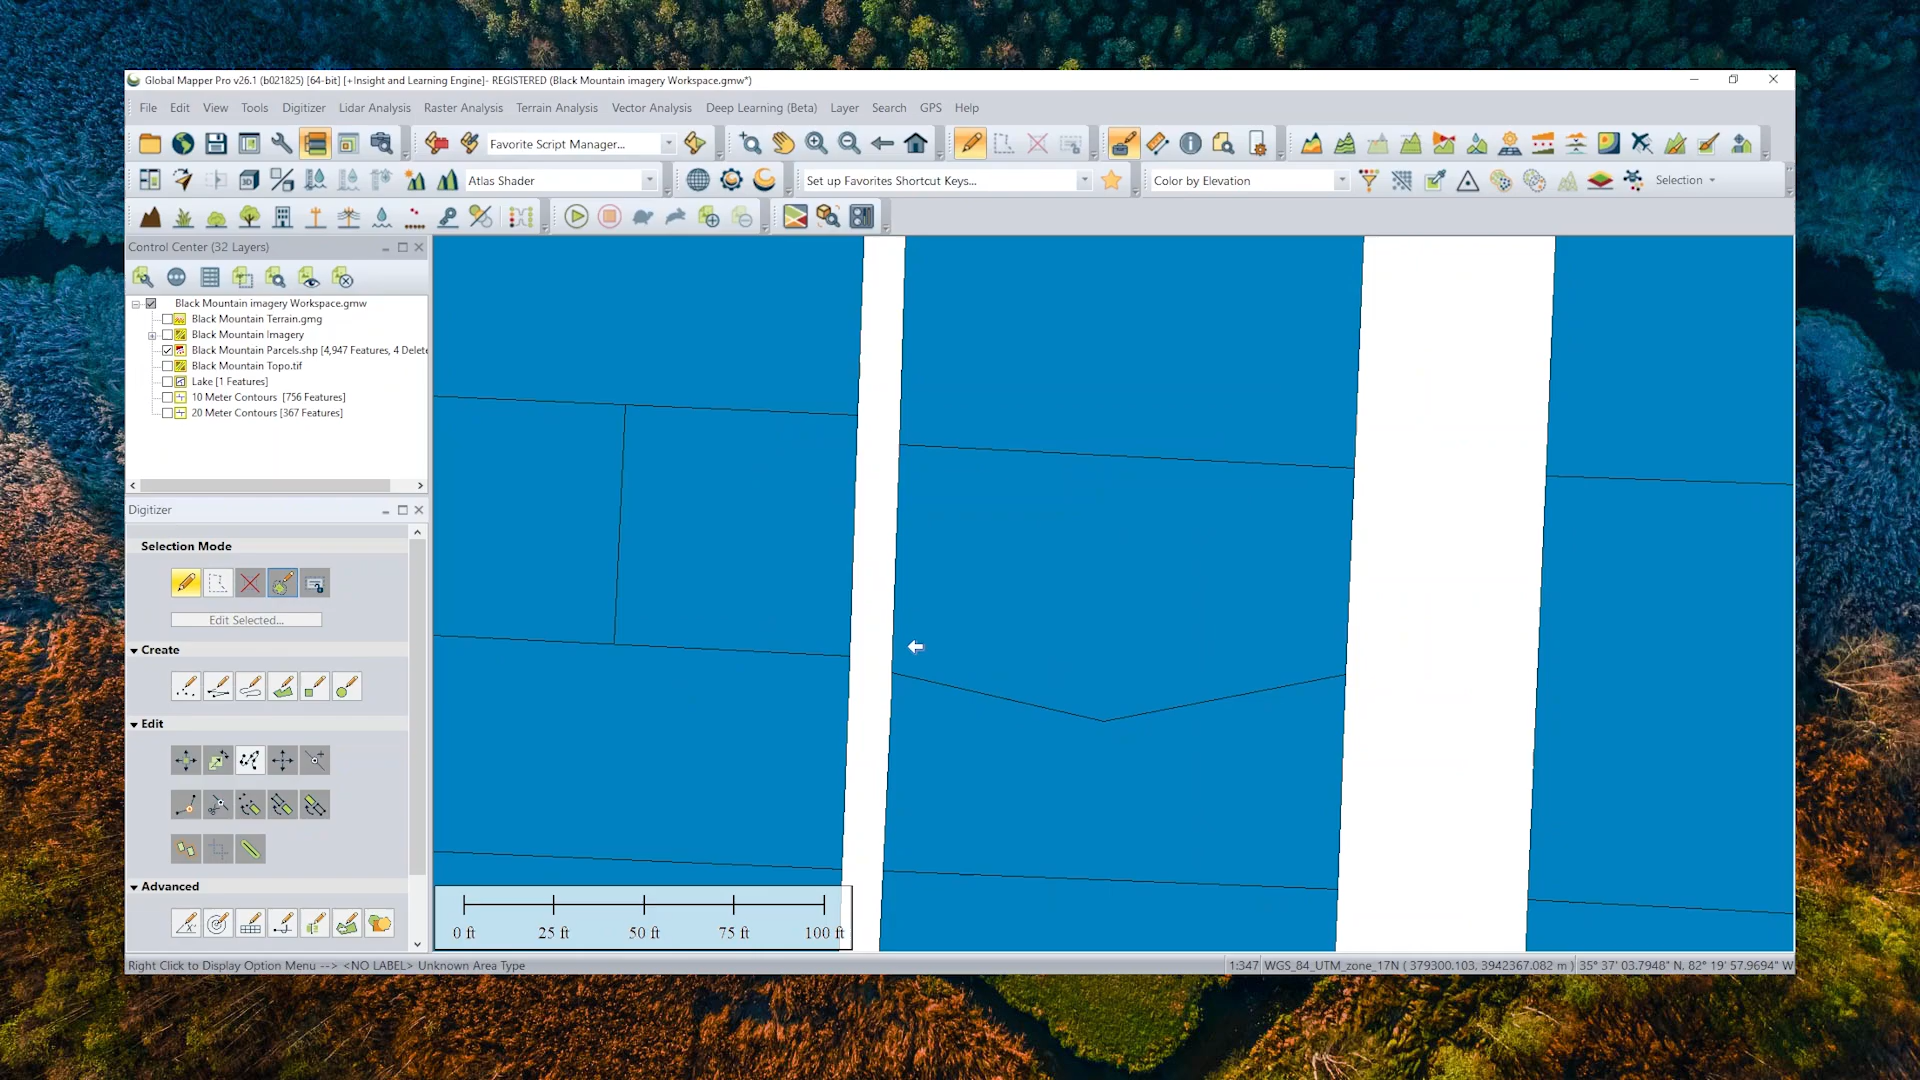 Global Mapper Pro v26.1 (b021825) [64-bit] [+Insight and Learning Engine]- REGISTERED (Black Mountain imagery Workspace.gmw*)
File Edit View Tools Digitizer Lidar Analysis Raster Analysis Terrain Analysis Vector Analysis Deep Learning (Beta) Layer Search GPS Help
Favorite Script Manager...
Atlas Shader
Set up Favorites Shortcut Keys...
Color by Elevation
Selection
Control Center (32 Layers)
Black Mountain imagery Workspace.gmw
Black Mountain Terrain.gmg
Black Mountain Imagery
Black Mountain Parcels.shp [4,947 Features, 4 Delete
Black Mountain Topo.tif
Lake [1 Features]
10 Meter Contours [756 Features]
20 Meter Contours [367 Features]
Digitizer
Selection Mode
Edit Selected...
Create
Edit
Advanced
0 ft 25 ft 50 ft 75 ft 100 ft
Right Click to Display Option Menu --> <NO LABEL> Unknown Area Type
1:347 WGS_84_UTM_zone_17N ( 379300.103, 3942367.082 m ) 35° 37' 03.7948" N, 82° 19' 57.9694" W